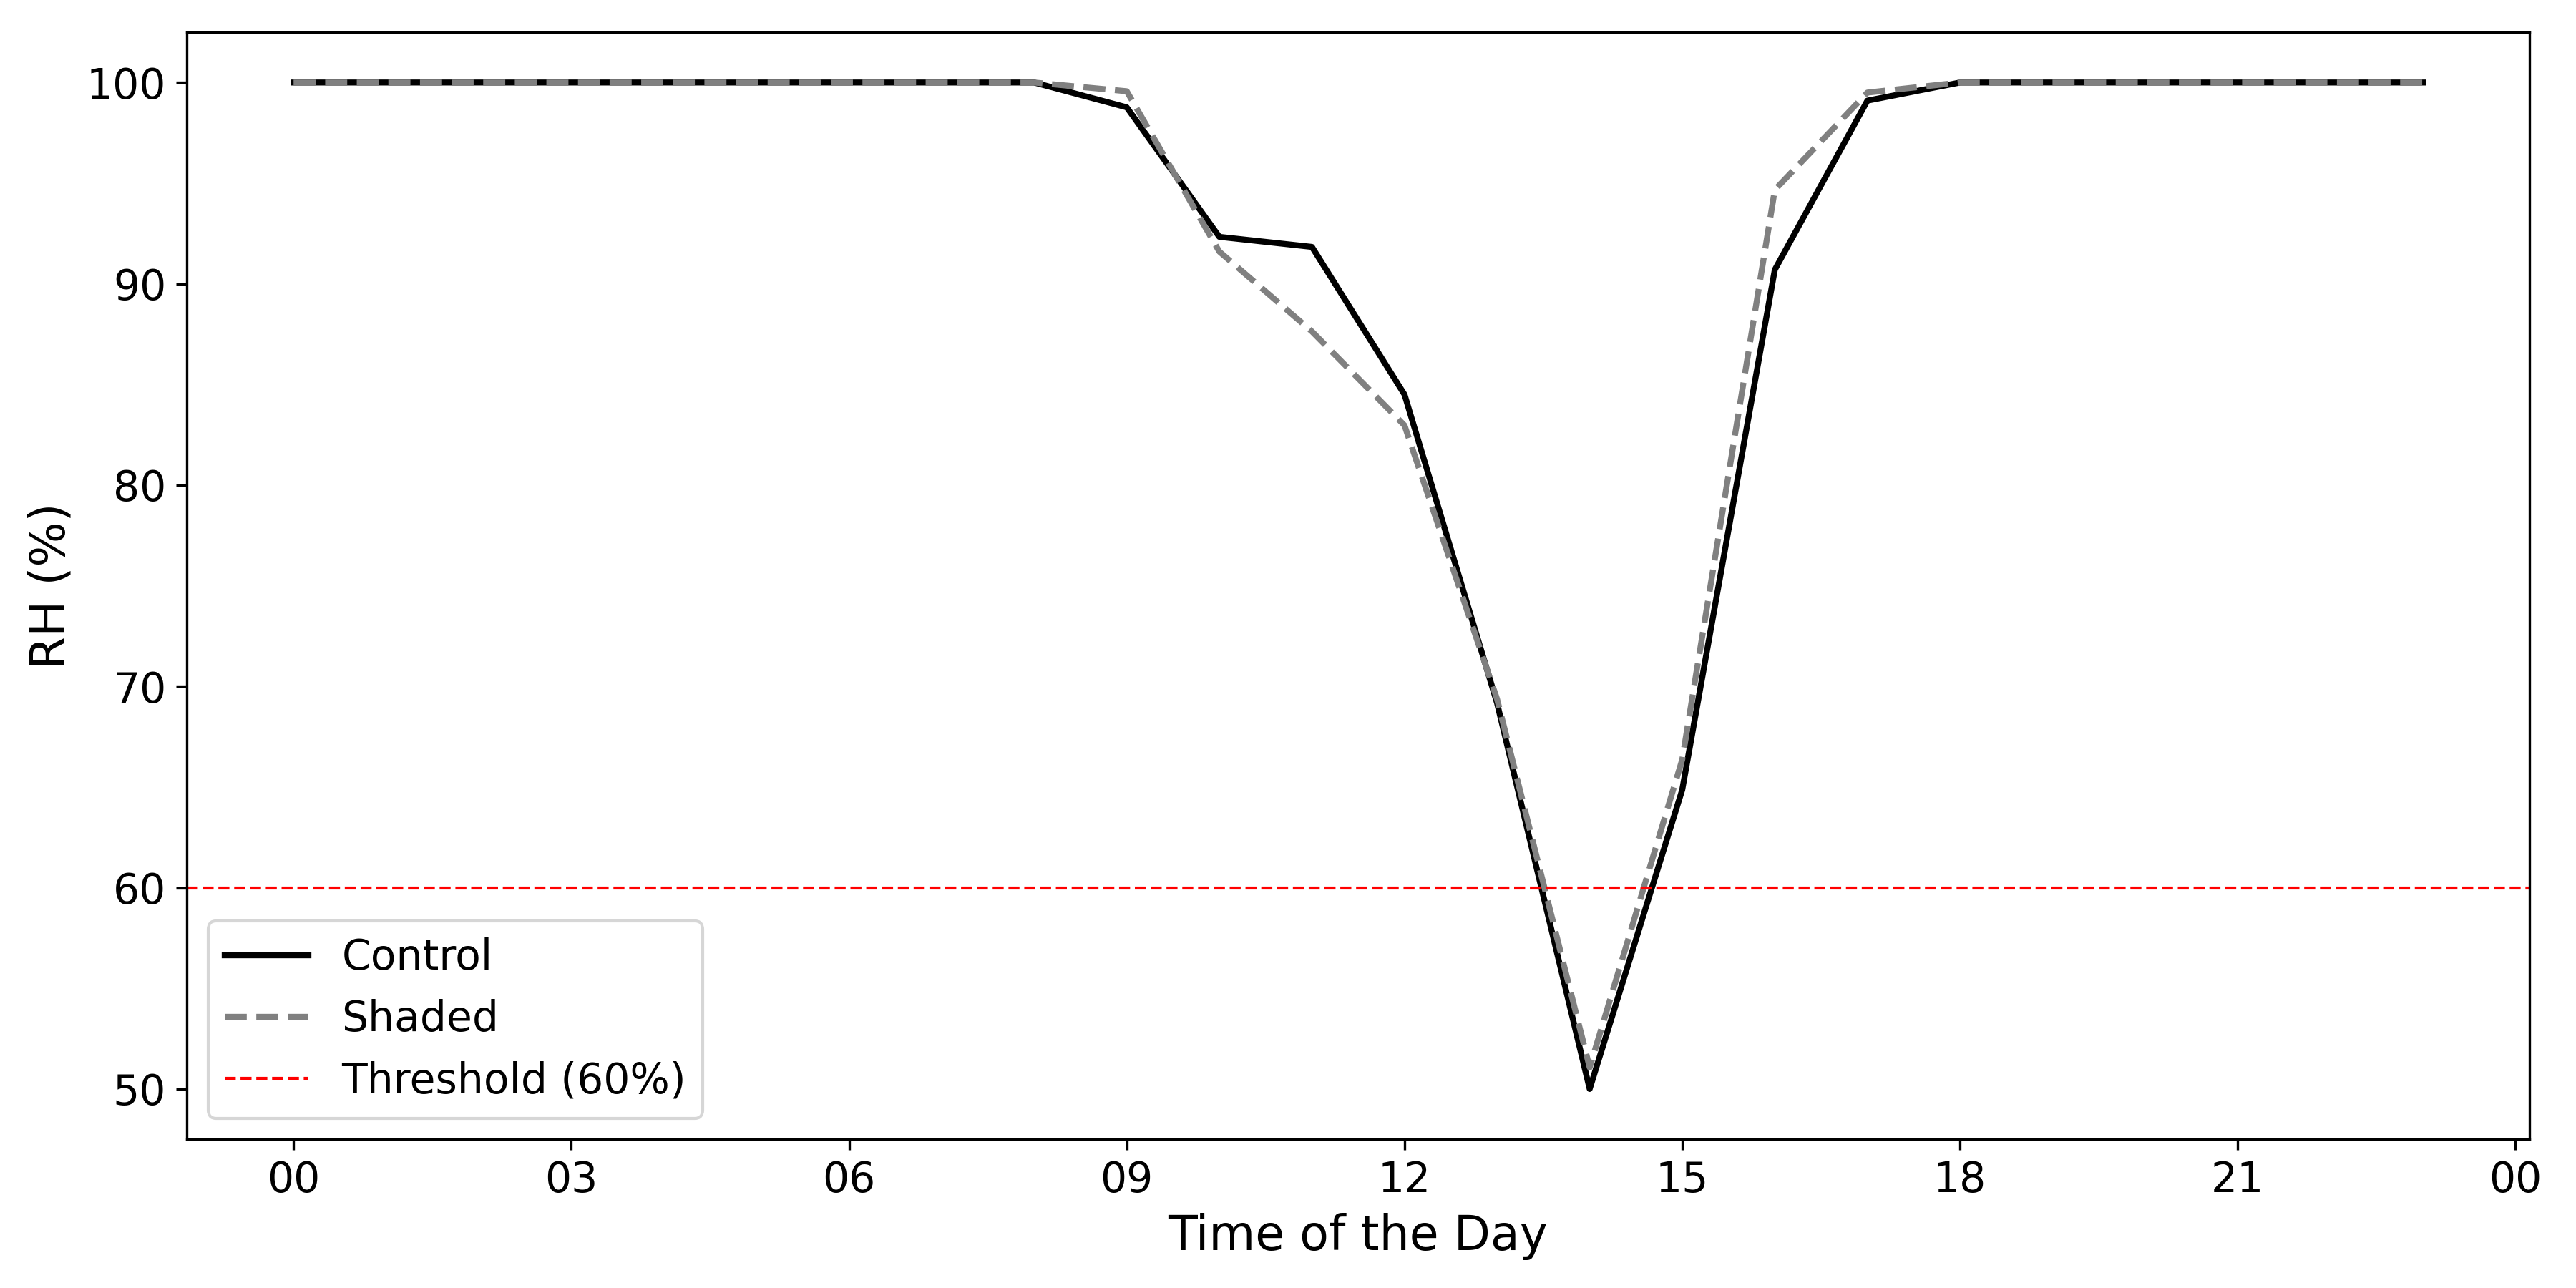 100
90
80
70
60
50
RH (%)
Control
Shaded
Threshold (60%)
00 03 06 09 12 15 18 21 00
Time of the Day